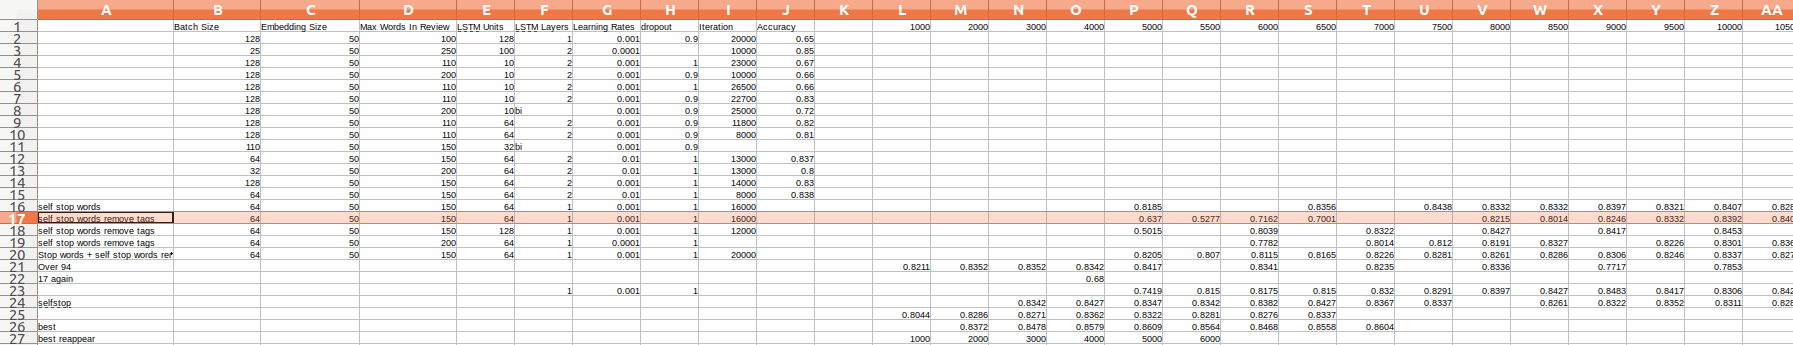 A B C D E F G H I J K L M N O P Q R S T U V W X Y Z AA
1 Batch Size Embedding Size Max Words In Review LSTM Units LSTM Layers Learning Rates dropout Iteration Accuracy 1000 2000 3000 4000 5000 5500 6000 6500 7000 7500 8000 8500 9000 9500 10000 1050
2 128 50 100 128 1 0.001 0.9 20000 0.65
3 25 50 250 100 2 0.0001 10000 0.85
4 128 50 110 10 2 0.001 1 23000 0.67
5 128 50 200 10 2 0.001 0.9 10000 0.66
6 128 50 110 10 2 0.001 1 26500 0.66
7 128 50 110 10 2 0.001 0.9 22700 0.83
8 128 50 200 10 bi 0.001 0.9 25000 0.72
9 128 50 110 64 2 0.001 0.9 11800 0.82
10 128 50 110 64 2 0.001 0.9 8000 0.81
11 110 50 150 32 bi 0.001 0.9
12 64 50 150 64 2 0.01 1 13000 0.837
13 32 50 200 64 2 0.01 1 13000 0.8
14 128 50 150 64 2 0.001 1 14000 0.83
15 64 50 150 64 2 0.01 1 8000 0.838
16 self stop words 64 50 150 64 1 0.001 1 16000 0.8185 0.8356 0.8438 0.8332 0.8332 0.8397 0.8321 0.8407 0.828
17 self stop words remove tags 64 50 150 64 1 0.001 1 16000 0.637 0.5277 0.7162 0.7001 0.8215 0.8014 0.8246 0.8332 0.8392 0.840
18 self stop words remove tags 64 50 150 128 1 0.001 1 12000 0.5015 0.8039 0.8322 0.8427 0.8417 0.8453
19 self stop words remove tags 64 50 200 64 1 0.0001 1 0.7782 0.8014 0.812 0.8191 0.8327 0.8226 0.8301 0.836
20 Stop words + self stop words rer 64 50 150 64 1 0.001 1 20000 0.8205 0.807 0.8115 0.8165 0.8226 0.8281 0.8261 0.8286 0.8306 0.8246 0.8337 0.827
21 Over 94 0.8211 0.8352 0.8352 0.8342 0.8417 0.8341 0.8235 0.8336 0.7717 0.7853
22 17 again 0.68
23 1 0.001 1 0.7419 0.815 0.8175 0.815 0.832 0.8291 0.8397 0.8427 0.8483 0.8417 0.8306 0.842
24 selfstop 0.8342 0.8427 0.8347 0.8342 0.8382 0.8427 0.8367 0.8337 0.8261 0.8322 0.8352 0.8311 0.828
25 0.8044 0.8286 0.8271 0.8362 0.8322 0.8281 0.8276 0.8337
26 best 0.8372 0.8478 0.8579 0.8609 0.8564 0.8468 0.8558 0.8604
27 best reappear 1000 2000 3000 4000 5000 6000